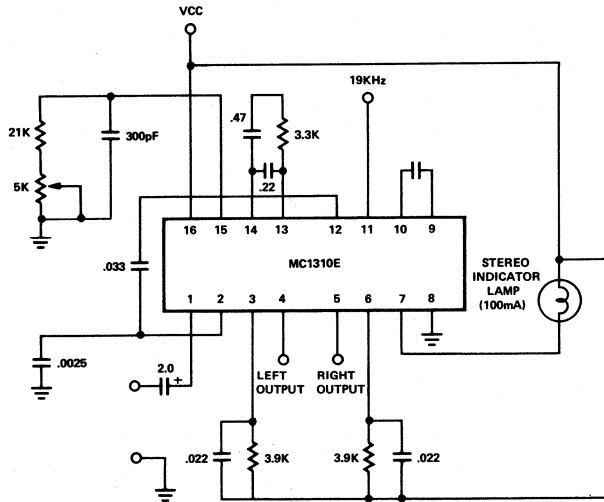 VCC
19KHz
.47
3.3K
21K
300pF
.22
5K
16 15 14 13 12 11 10 9
MC1310E
.033
STEREO
INDICATOR
LAMP
(100mA)
1 2 3 4 5 6 7 8
.0025
2.0
+
LEFT
OUTPUT
RIGHT
OUTPUT
.022
3.9K
3.9K
.022